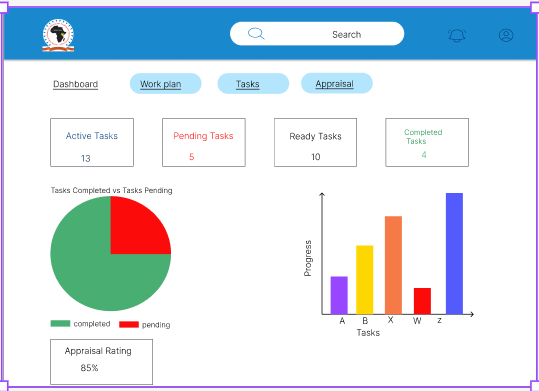 Search
Dashboard
Work plan
Tasks
Appraisal
Active Tasks
13
Pending Tasks
5
Ready Tasks
10
Completed
Tasks
4
Tasks Completed vs Tasks Pending
completed
pending
Progress
A B X W z
Tasks
Appraisal Rating
85%